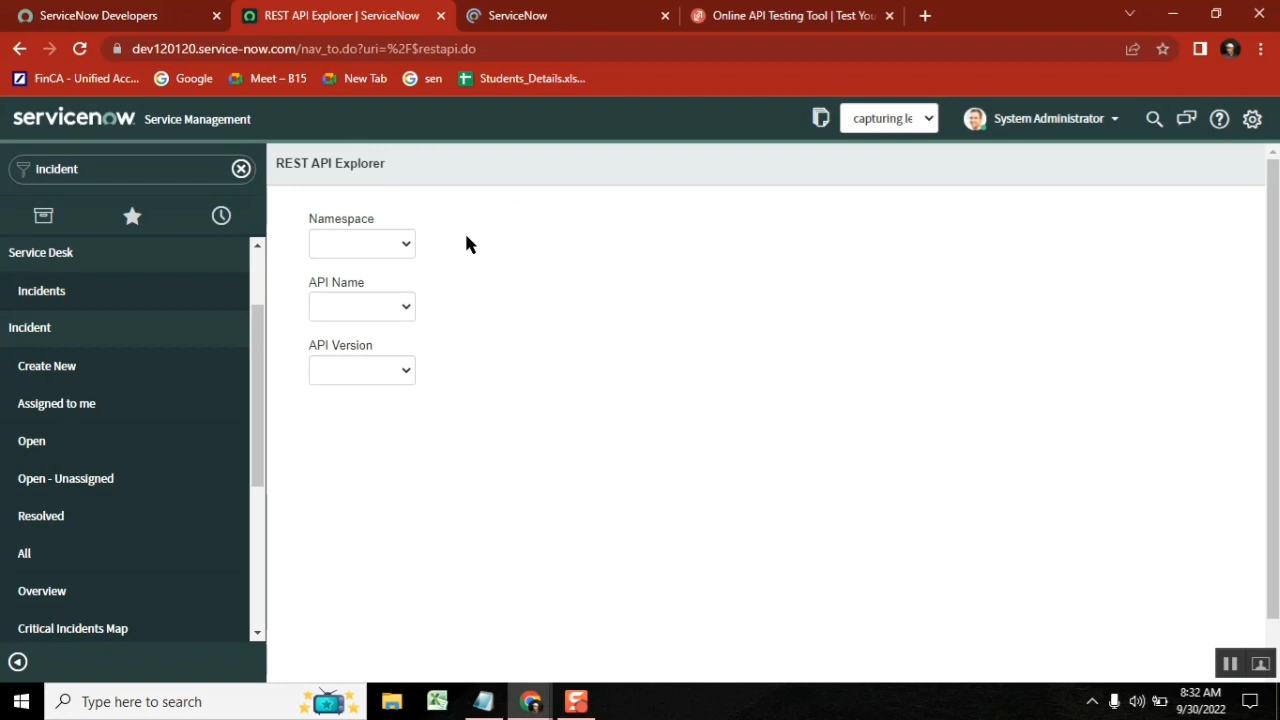 ServiceNow Developers
REST API Explorer | ServiceNow
ServiceNow
Online API Testing Tool | Test You
dev120120.service-now.com/nav_to.do?uri=%2F$restapi.do
FinCA - Unified Acc...
Google
Meet – B15
New Tab
sen
Students_Details.xls...
servicenow
Service Management
capturing le
System Administrator
incident
REST API Explorer
Namespace
API Name
API Version
Service Desk
Incidents
Incident
Create New
Assigned to me
Open
Open - Unassigned
Resolved
All
Overview
Critical Incidents Map
Type here to search
8:32 AM
9/30/2022